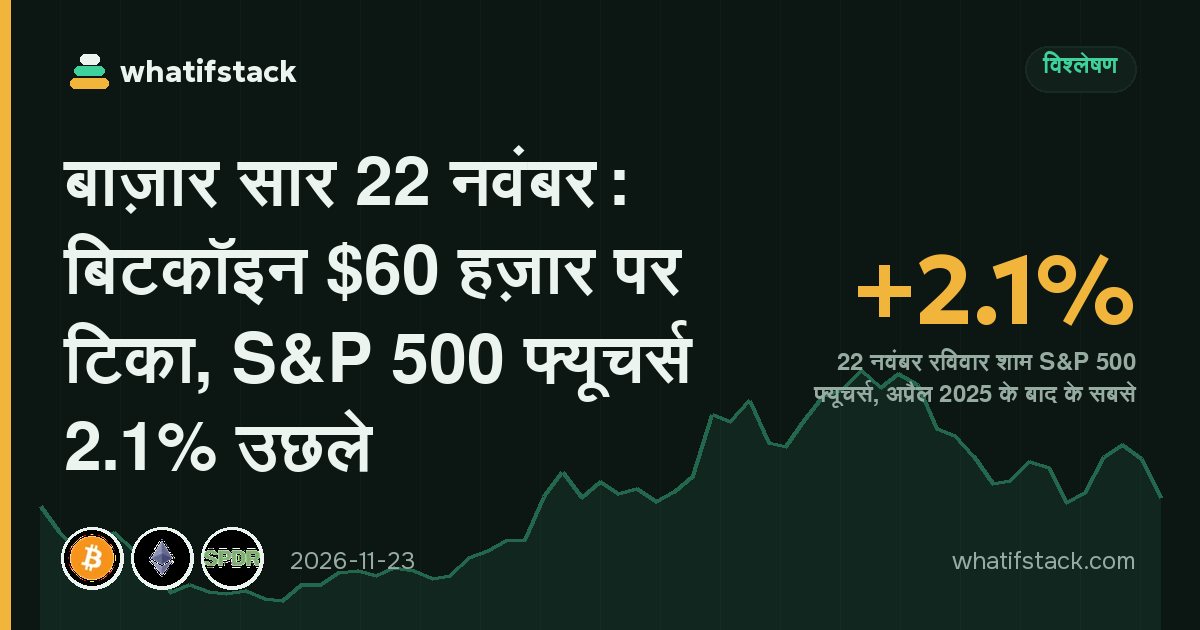 whatifstack
विश्लेषण
बाज़ार सार 22 नवंबर :
बिटकॉइन $60 हज़ार पर
टिका, S&P 500 फ्यूचर्स
2.1% उछले
+2.1%
22 नवंबर रविवार शाम S&P 500
फ्यूचर्स, अप्रैल 2025 के बाद के सबसे
SPDR
2026-11-23
whatifstack.com